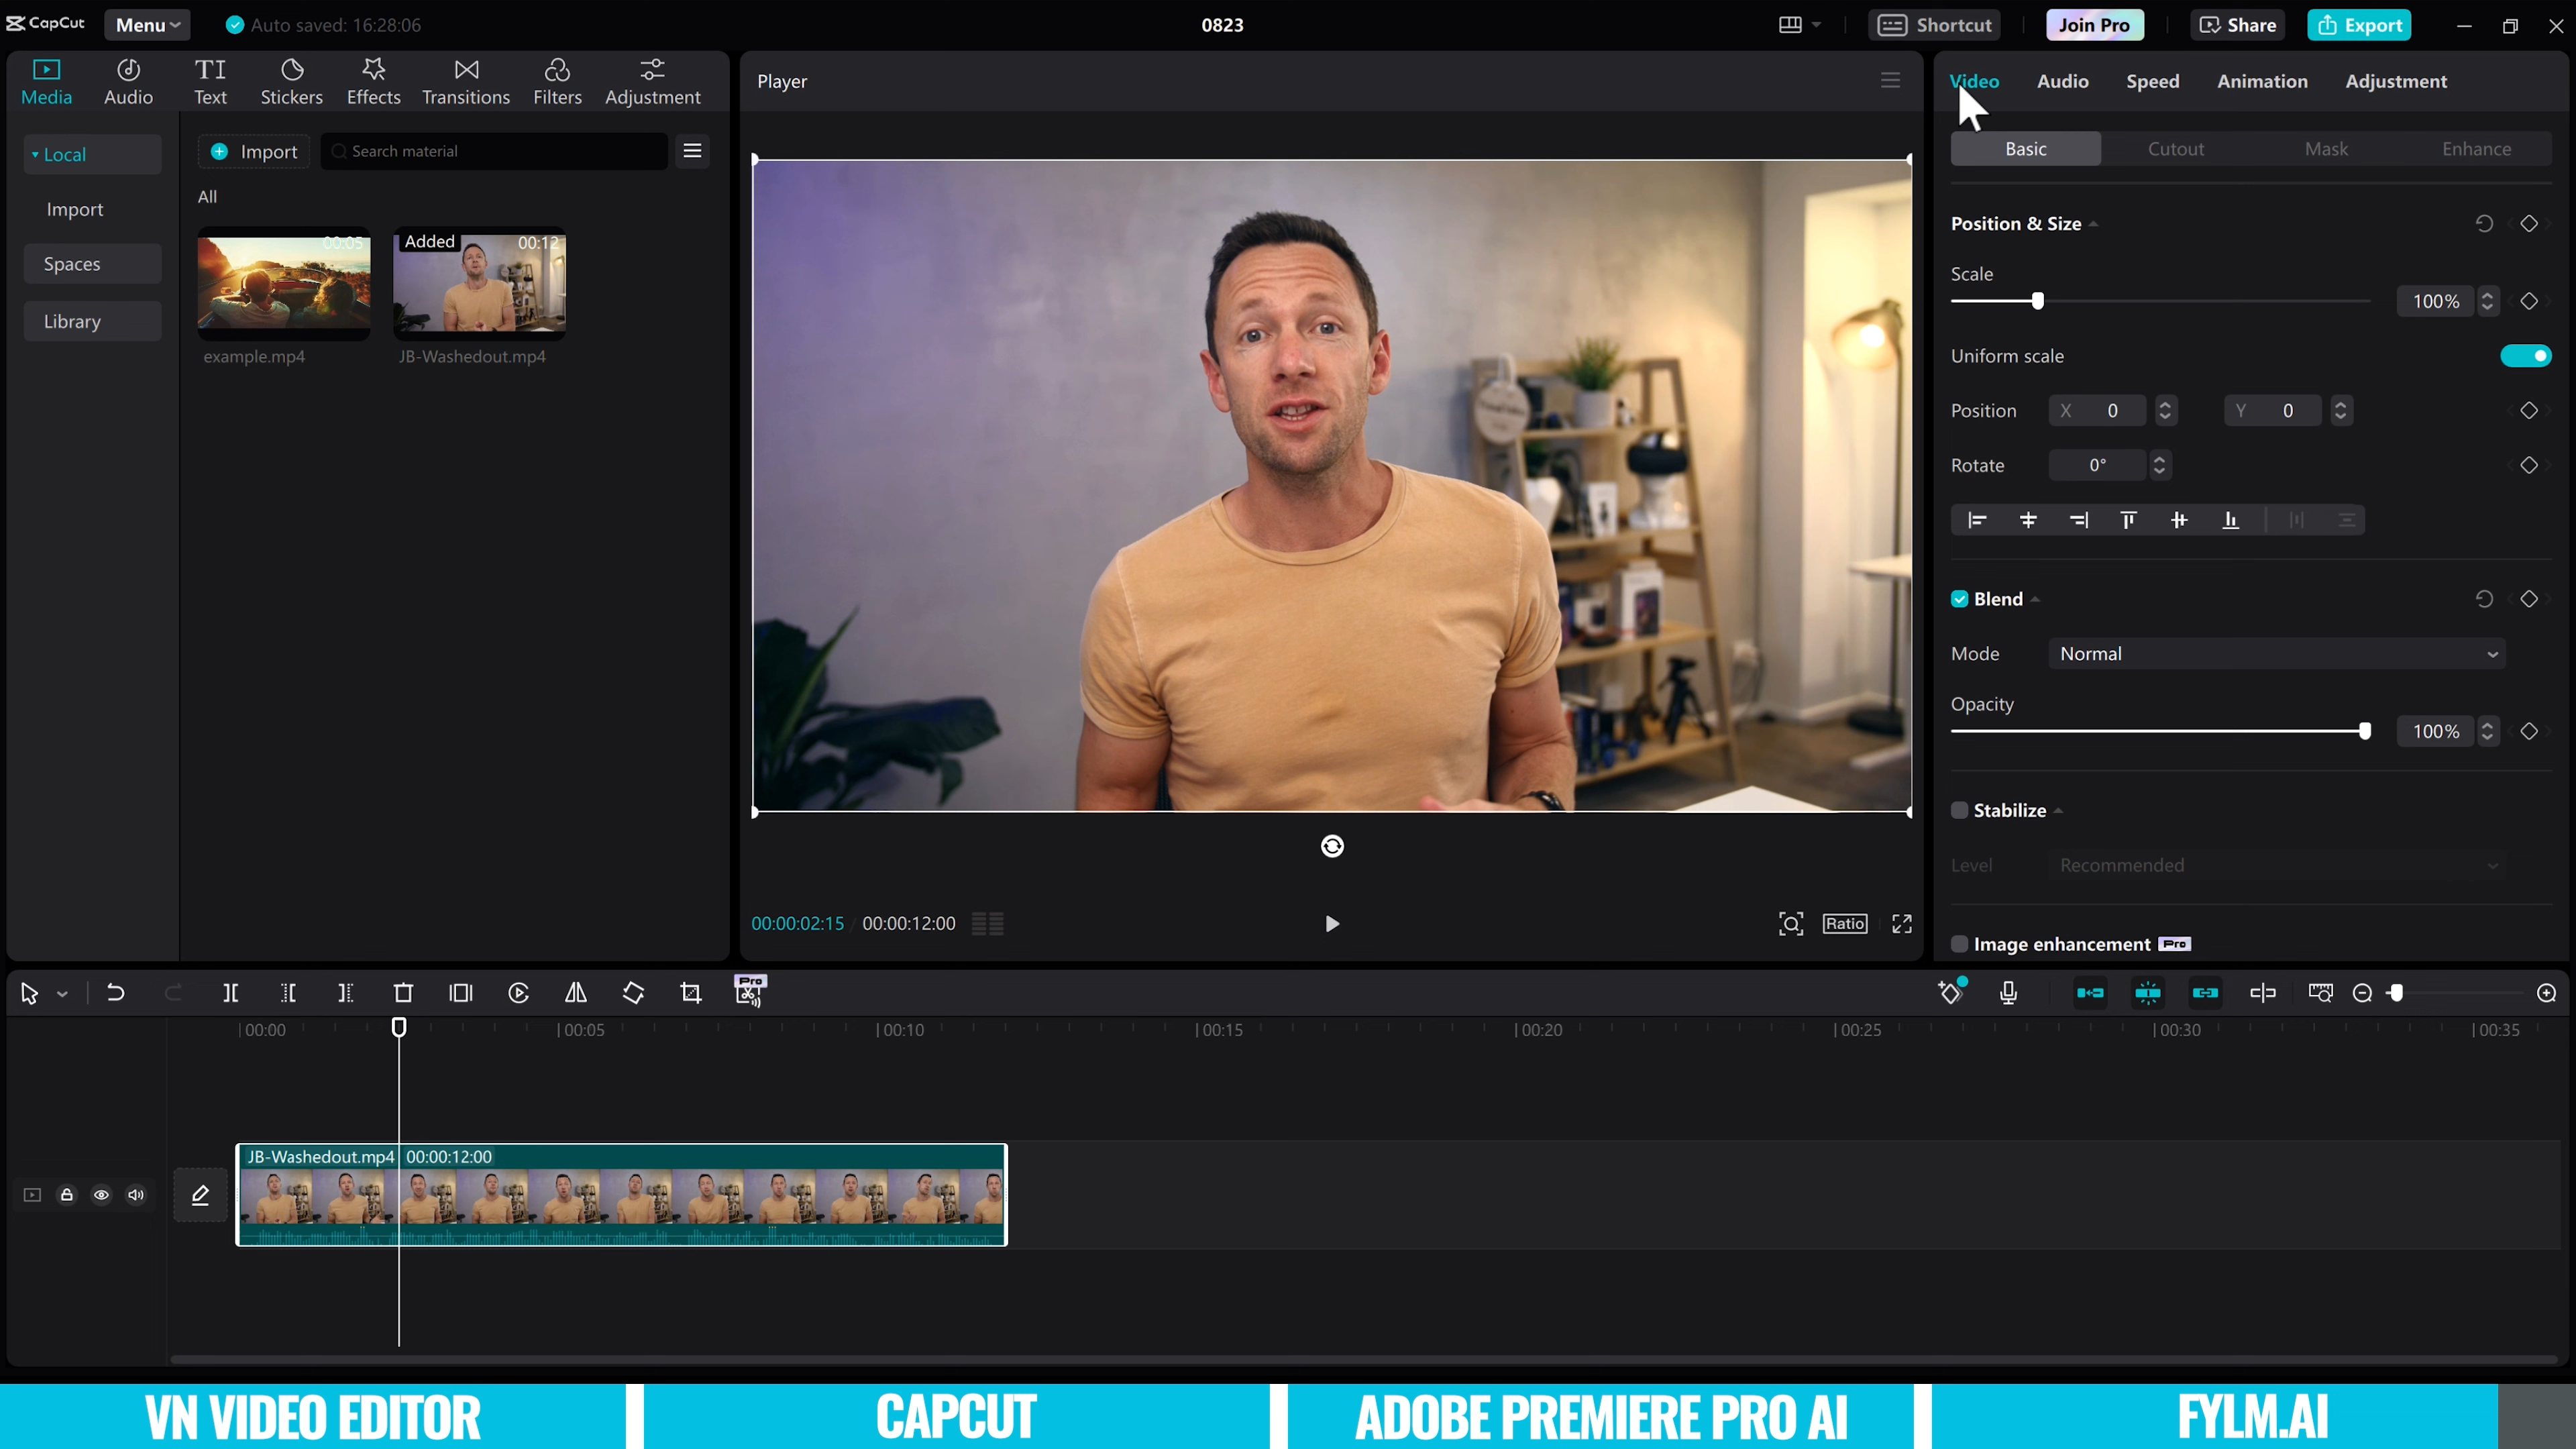 CapCut Menu Auto saved: 16:28:06 0823 Shortcut Join Pro Share Export
Media Audio Text Stickers Effects Transitions Filters Adjustment
Local
Import
Spaces
Library
Import Search material
All
00:05
Added 00:12
example.mp4 JB-Washedout.mp4
Player
00:00:02:15 / 00:00:12:00 Ratio
Video Audio Speed Animation Adjustment
Basic Cutout Mask Enhance
Position & Size
Scale
100%
Uniform scale
Position X 0 Y 0
Rotate 0°
Blend
Mode Normal
Opacity
100%
Stabilize
Level Recommended
Image enhancement Pro
Pro
00:00 00:05 00:10 00:15 00:20 00:25 00:30 00:35
JB-Washedout.mp4 00:00:12:00
VN VIDEO EDITOR CAPCUT ADOBE PREMIERE PRO AI FYLM.AI